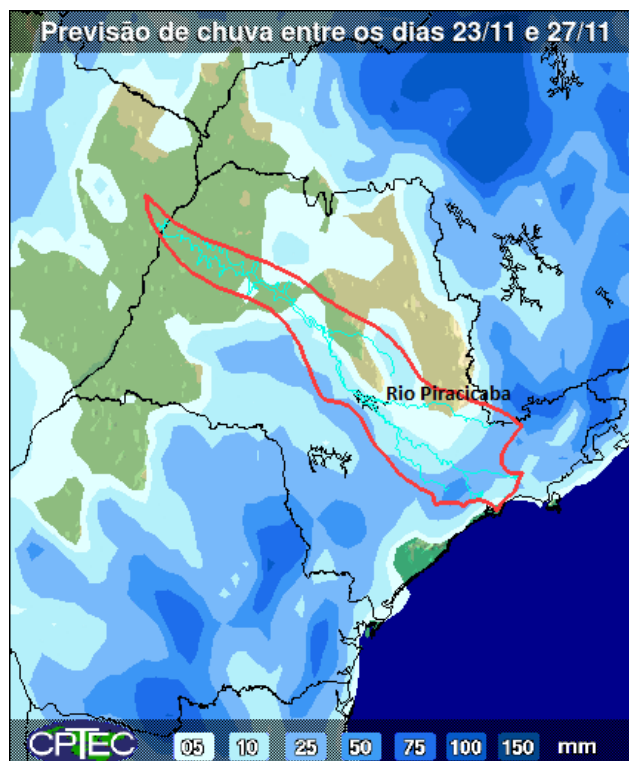 Previsão de chuva entre os dias 23/11 e 27/11
Rio Piracicaba
CPTEC 05 10 25 50 75 100 150 mm